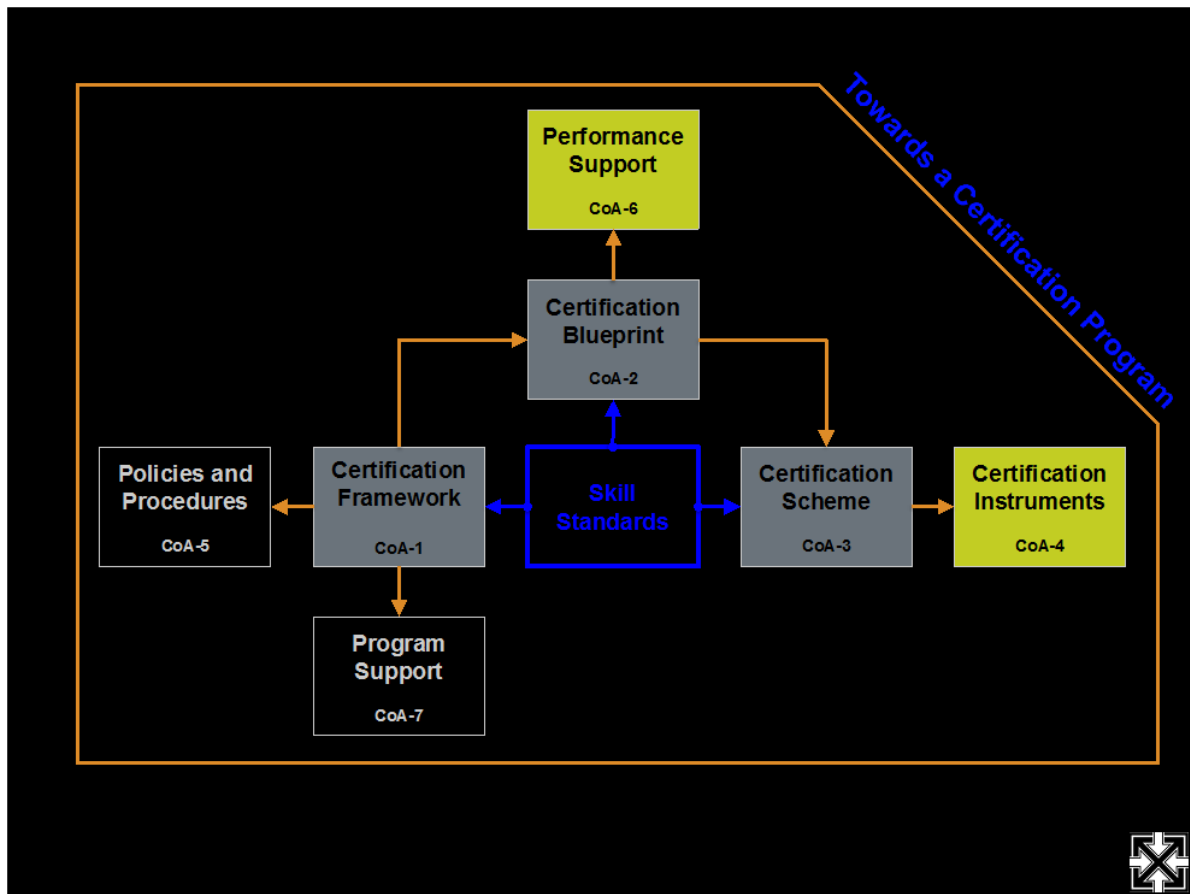 Towards a Certification Program
Performance
Support
CoA-6
Certification
Blueprint
CoA-2
Policies and
Procedures
CoA-5
Certification
Framework
CoA-1
Skill
Standards
Certification
Scheme
CoA-3
Certification
Instruments
CoA-4
Program
Support
CoA-7